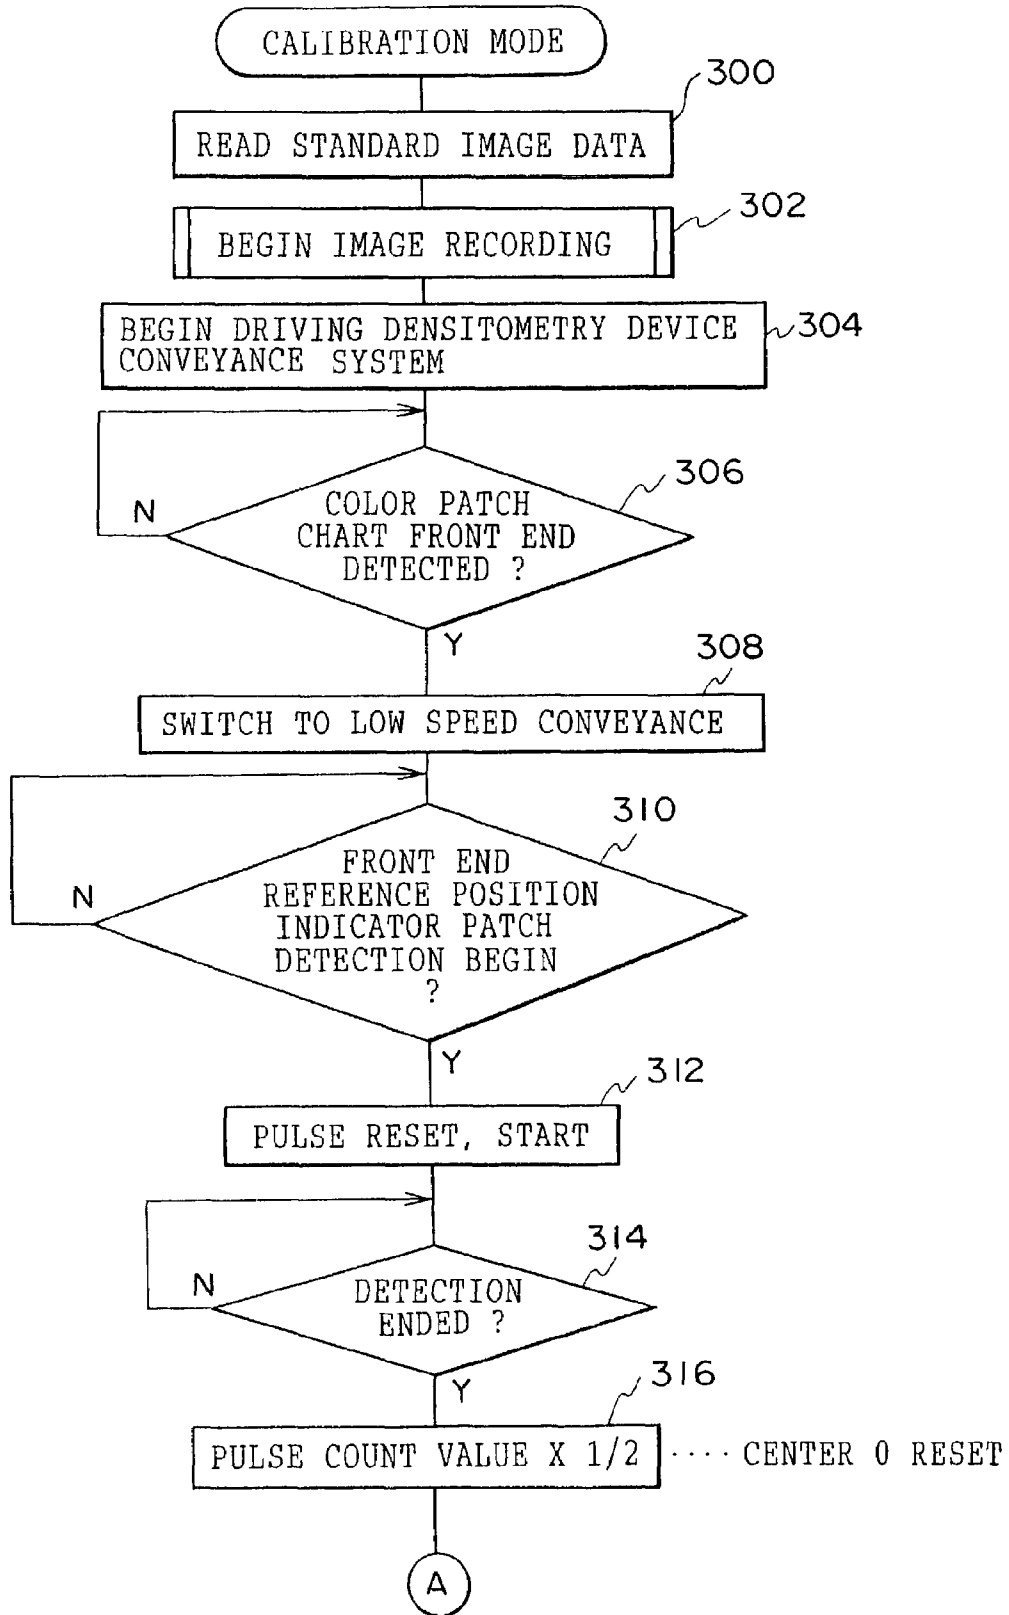 CALIBRATION MODE
300
READ STANDARD IMAGE DATA
302
BEGIN IMAGE RECORDING
BEGIN DRIVING DENSITOMETRY DEVICE
CONVEYANCE SYSTEM
304
306
COLOR PATCH
CHART FRONT END
DETECTED ?
N
Y
308
SWITCH TO LOW SPEED CONVEYANCE
310
FRONT END
REFERENCE POSITION
INDICATOR PATCH
DETECTION BEGIN
?
N
Y
312
PULSE RESET, START
314
DETECTION
ENDED ?
N
Y
316
PULSE COUNT VALUE X 1/2 ···· CENTER 0 RESET
A